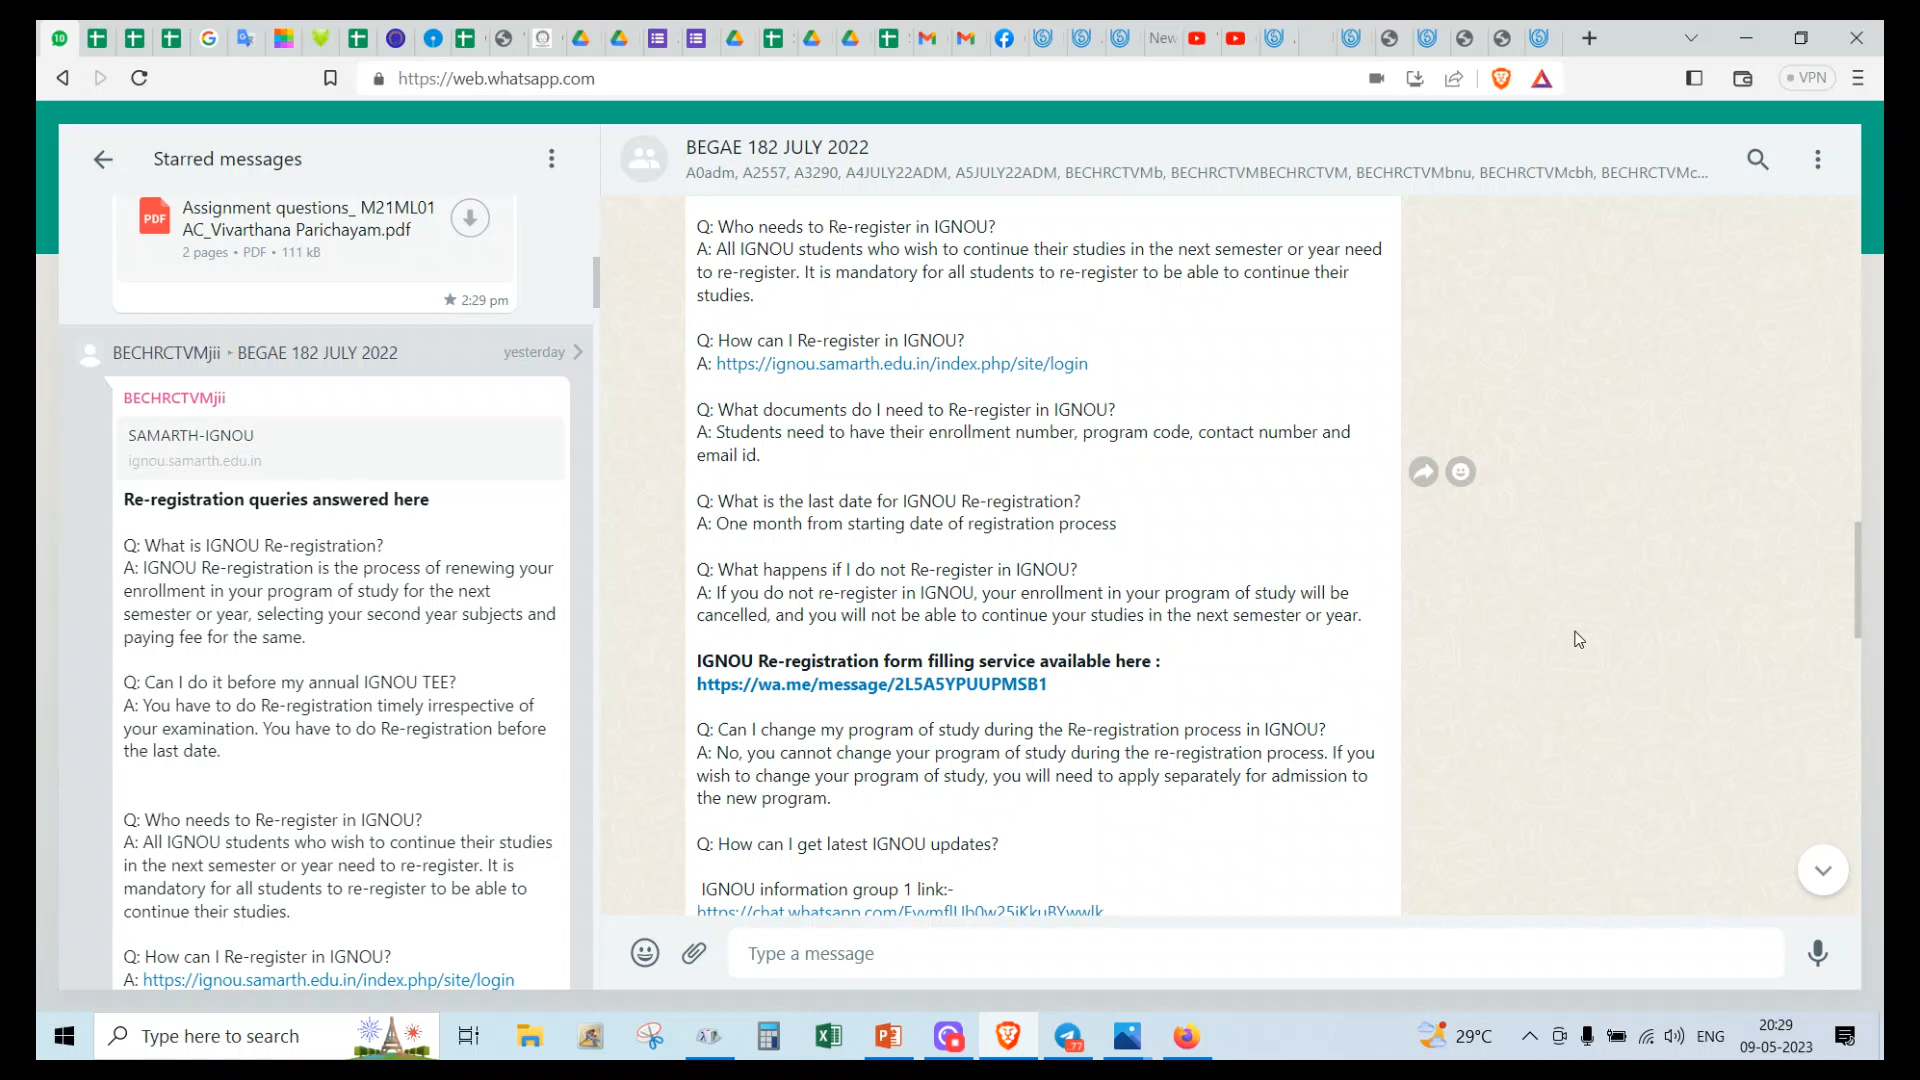 10
New
https://web.whatsapp.com
VPN
Starred messages
PDF
Assignment questions_ M21ML01
AC_Vivarthana Parichayam.pdf
2 pages • PDF • 111 kB
2:29 pm
BECHRCTVMjii ▸ BEGAE 182 JULY 2022
yesterday
BECHRCTVMjii
SAMARTH-IGNOU
ignou.samarth.edu.in
Re-registration queries answered here
Q: What is IGNOU Re-registration?
A: IGNOU Re-registration is the process of renewing your
enrollment in your program of study for the next
semester or year, selecting your second year subjects and
paying fee for the same.
Q: Can I do it before my annual IGNOU TEE?
A: You have to do Re-registration timely irrespective of
your examination. You have to do Re-registration before
the last date.
Q: Who needs to Re-register in IGNOU?
A: All IGNOU students who wish to continue their studies
in the next semester or year need to re-register. It is
mandatory for all students to re-register to be able to
continue their studies.
Q: How can I Re-register in IGNOU?
A: https://ignou.samarth.edu.in/index.php/site/login
BEGAE 182 JULY 2022
A0adm, A2557, A3290, A4JULY22ADM, A5JULY22ADM, BECHRCTVMb, BECHRCTVMBECHRCTVM, BECHRCTVMbnu, BECHRCTVMcbh, BECHRCTVMc...
Q: Who needs to Re-register in IGNOU?
A: All IGNOU students who wish to continue their studies in the next semester or year need
to re-register. It is mandatory for all students to re-register to be able to continue their
studies.
Q: How can I Re-register in IGNOU?
A: https://ignou.samarth.edu.in/index.php/site/login
Q: What documents do I need to Re-register in IGNOU?
A: Students need to have their enrollment number, program code, contact number and
email id.
Q: What is the last date for IGNOU Re-registration?
A: One month from starting date of registration process
Q: What happens if I do not Re-register in IGNOU?
A: If you do not re-register in IGNOU, your enrollment in your program of study will be
cancelled, and you will not be able to continue your studies in the next semester or year.
IGNOU Re-registration form filling service available here :
https://wa.me/message/2L5A5YPUUPMSB1
Q: Can I change my program of study during the Re-registration process in IGNOU?
A: No, you cannot change your program of study during the re-registration process. If you
wish to change your program of study, you will need to apply separately for admission to
the new program.
Q: How can I get latest IGNOU updates?
IGNOU information group 1 link:-
Type a message
Type here to search
77
29°C
ENG
20:29
09-05-2023